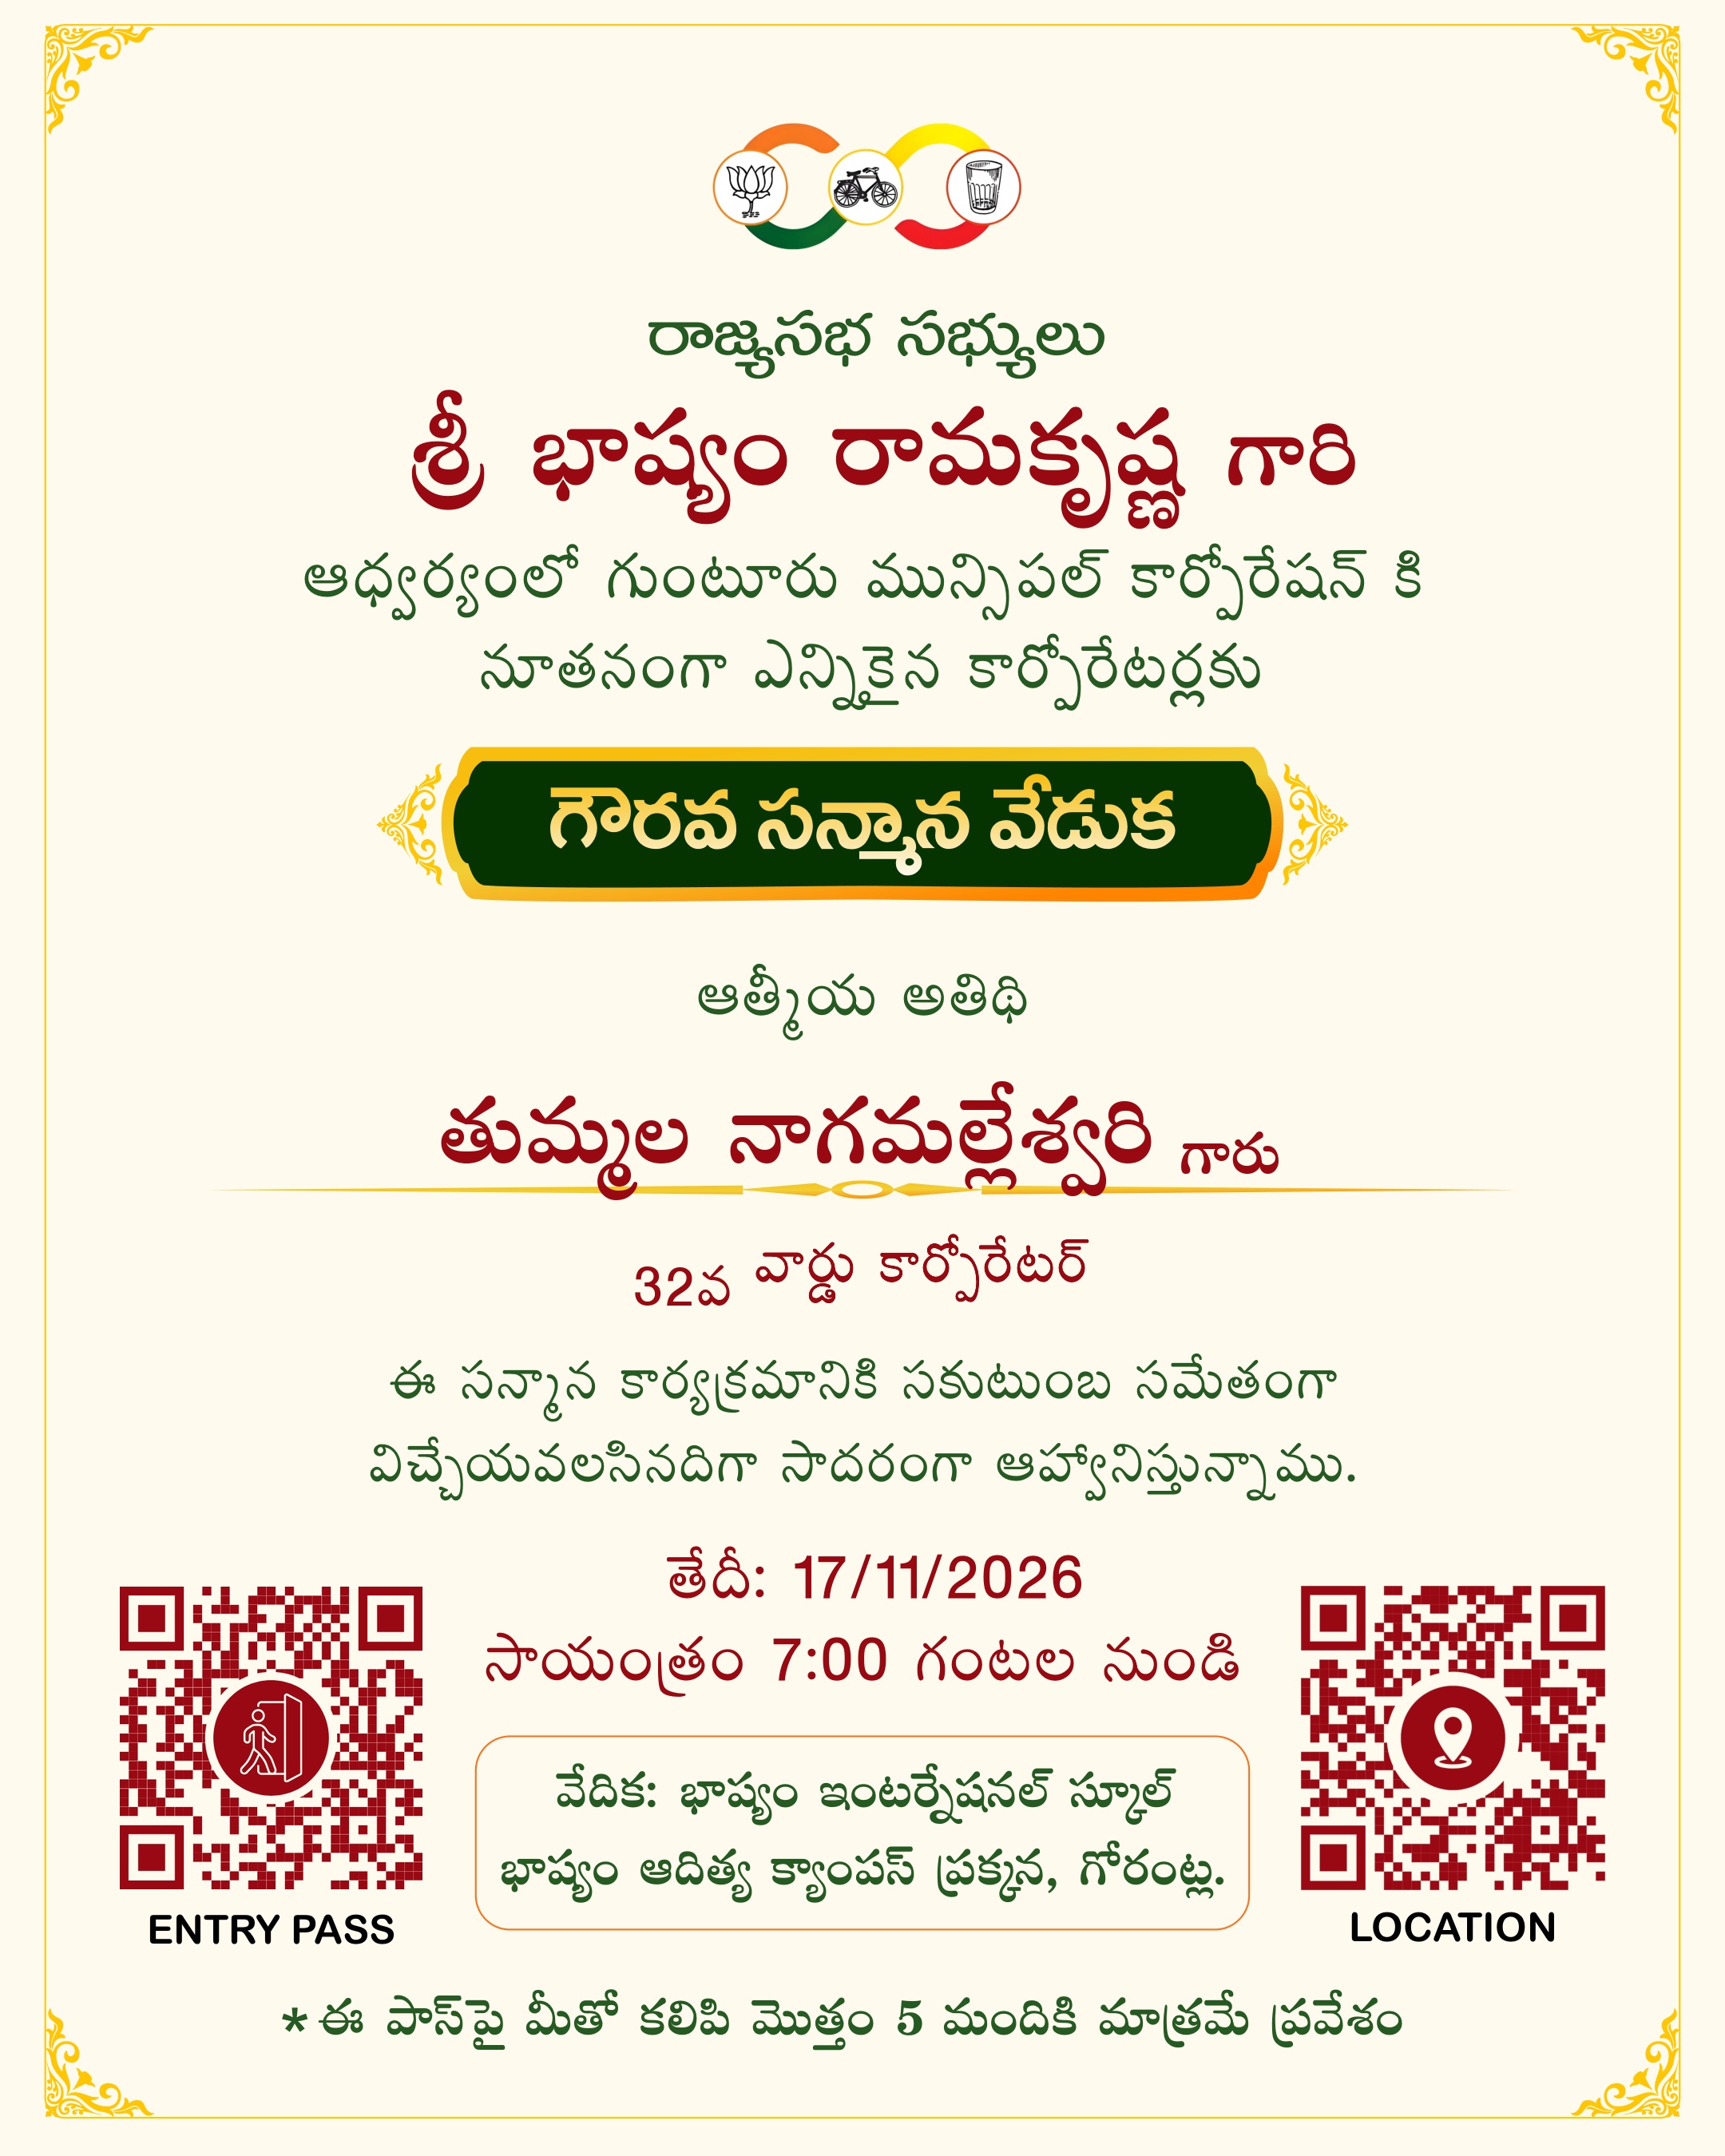 రాజ్యసభ సభ్యులు
శ్రీ భాష్యం రామకృష్ణ గారి
ఆధ్వర్యంలో గుంటూరు మున్సిపల్ కార్పోరేషన్ కి
నూతనంగా ఎన్నికైన కార్పోరేటర్లకు
గౌరవ సన్మాన వేడుక
ఆత్మీయ అతిథి
తుమ్మల నాగమల్లేశ్వరి గారు
32వ వార్డు కార్పోరేటర్
ఈ సన్మాన కార్యక్రమానికి సకుటుంబ సమేతంగా
విచ్చేయవలసినదిగా సాదరంగా ఆహ్వానిస్తున్నాము.
తేదీ: 17/11/2026
సాయంత్రం 7:00 గంటల నుండి
వేదిక: భాష్యం ఇంటర్నేషనల్ స్కూల్
భాష్యం ఆదిత్య క్యాంపస్ ప్రక్కన, గోరంట్ల.
ENTRY PASS
LOCATION
*ఈ పాస్‌పై మీతో కలిపి మొత్తం 5 మందికి మాత్రమే ప్రవేశం